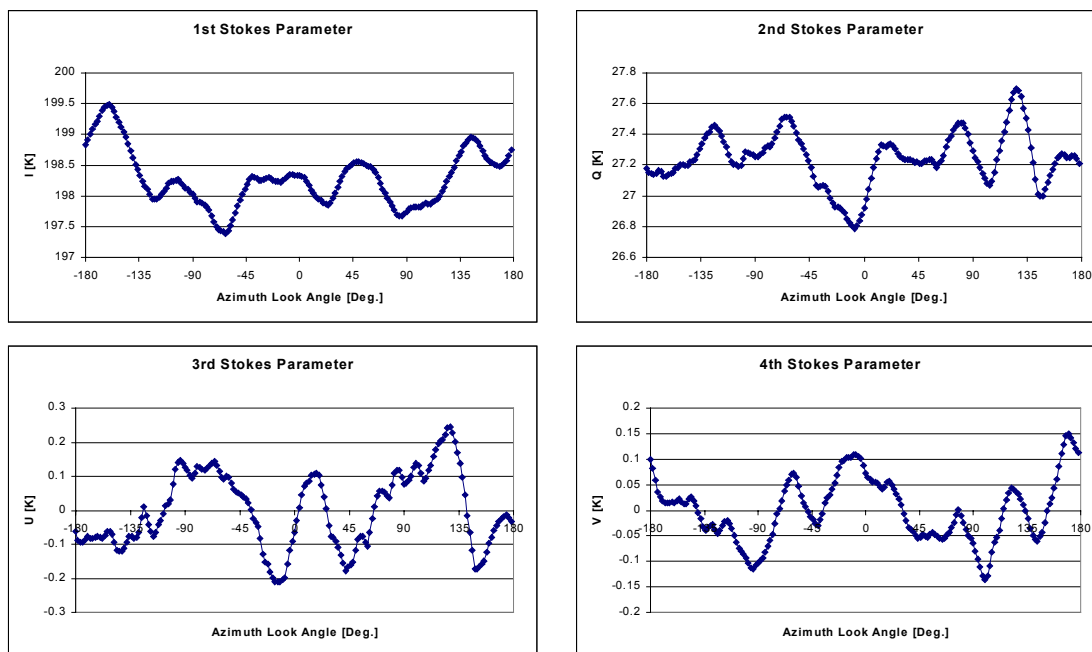 1st Stokes Parameter
200
199.5
199
198.5
198
197.5
197
I [K]
-180 -135 -90 -45 0 45 90 135 180
Azimuth Look Angle [Deg.]
2nd Stokes Parameter
27.8
27.6
27.4
27.2
27
26.8
26.6
Q [K]
-180 -135 -90 -45 0 45 90 135 180
Azimuth Look Angle [Deg.]
3rd Stokes Parameter
0.3
0.2
0.1
0
-0.1
-0.2
-0.3
U [K]
-180 -135 -90 -45 0 45 90 135 180
Azimuth Look Angle [Deg.]
4th Stokes Parameter
0.2
0.15
0.1
0.05
0
-0.05
-0.1
-0.15
-0.2
V [K]
-180 -135 -90 -45 0 45 90 135 180
Azimuth Look Angle [Deg.]